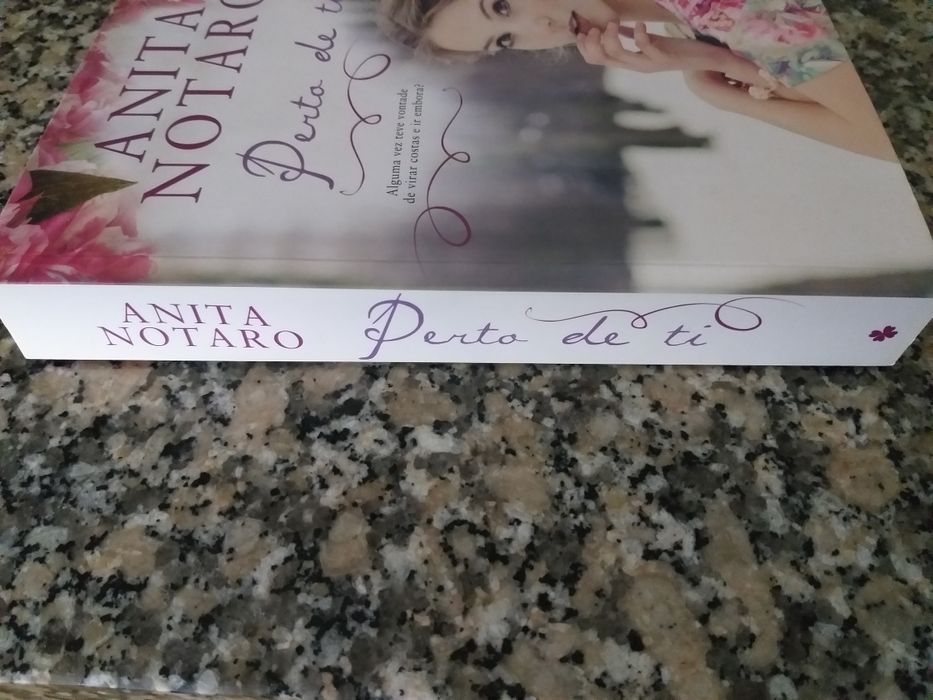 ANITA
NOTARO
Perto de ti
Alguma vez teve vontade
de virar costas e ir embora?
ANITA
NOTARO
Perto de ti